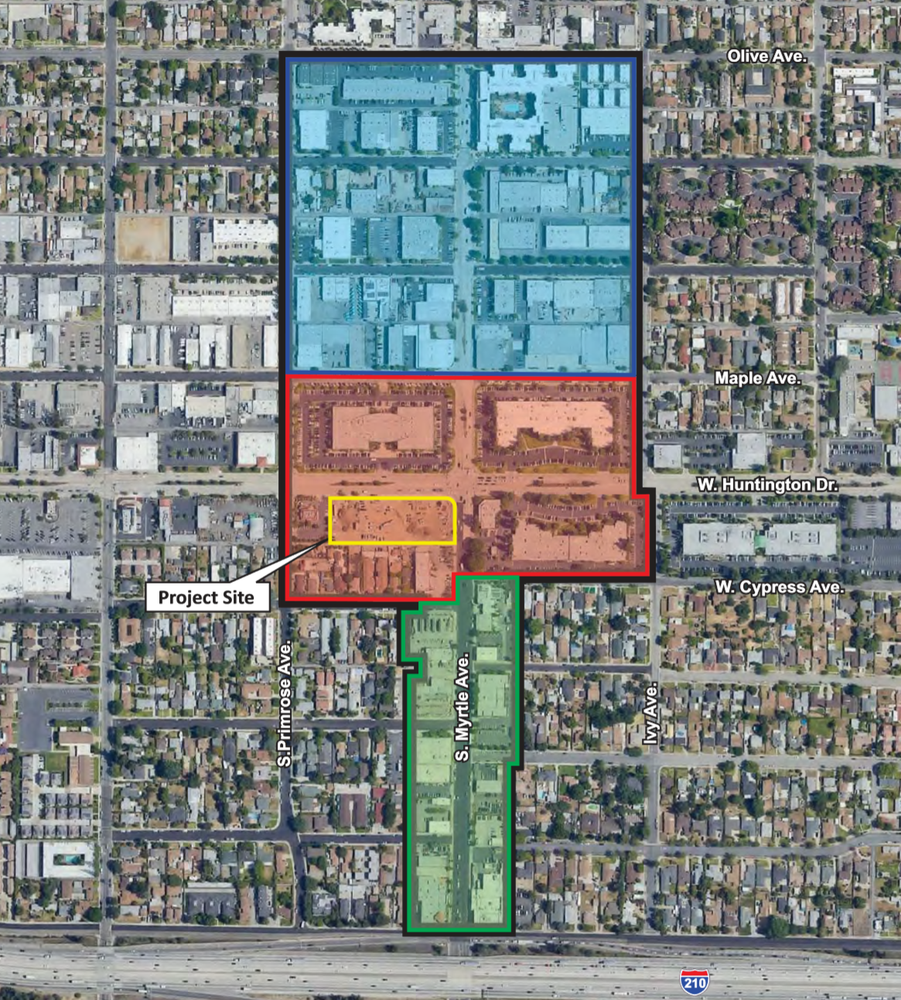 Olive Ave.
Maple Ave.
W. Huntington Dr.
Project Site
W. Cypress Ave.
S.Primrose Ave.
S. Myrtle Ave.
Ivy Ave.
210